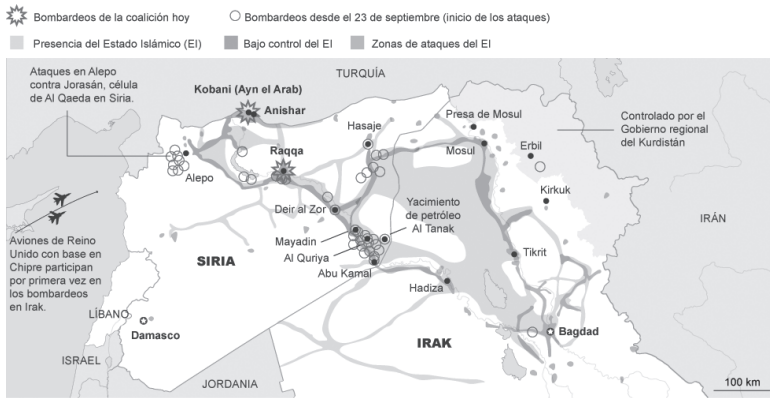 Bombardeos de la coalición hoy
Bombardeos desde el 23 de septiembre (inicio de los ataques)
Presencia del Estado Islámico (EI)
Bajo control del EI
Zonas de ataques del EI
Ataques en Alepo
contra Jorasán, célula
de Al Qaeda en Siria.
TURQUÍA
Kobani (Ayn el Arab)
Anishar
Hasaje
Presa de Mosul
Controlado por el
Gobierno regional
del Kurdistán
Raqqa
Mosul
Erbil
Alepo
Kirkuk
Deir al Zor
Yacimiento
de petróleo
Al Tanak
IRÁN
Aviones de Reino
Unido con base en
Chipre participan
por primera vez en
los bombardeos
en Irak.
Mayadin
SIRIA
Al Quriya
Tikrit
Abu Kamal
Hadiza
LÍBANO
Damasco
IRAK
Bagdad
ISRAEL
JORDANIA
100 km